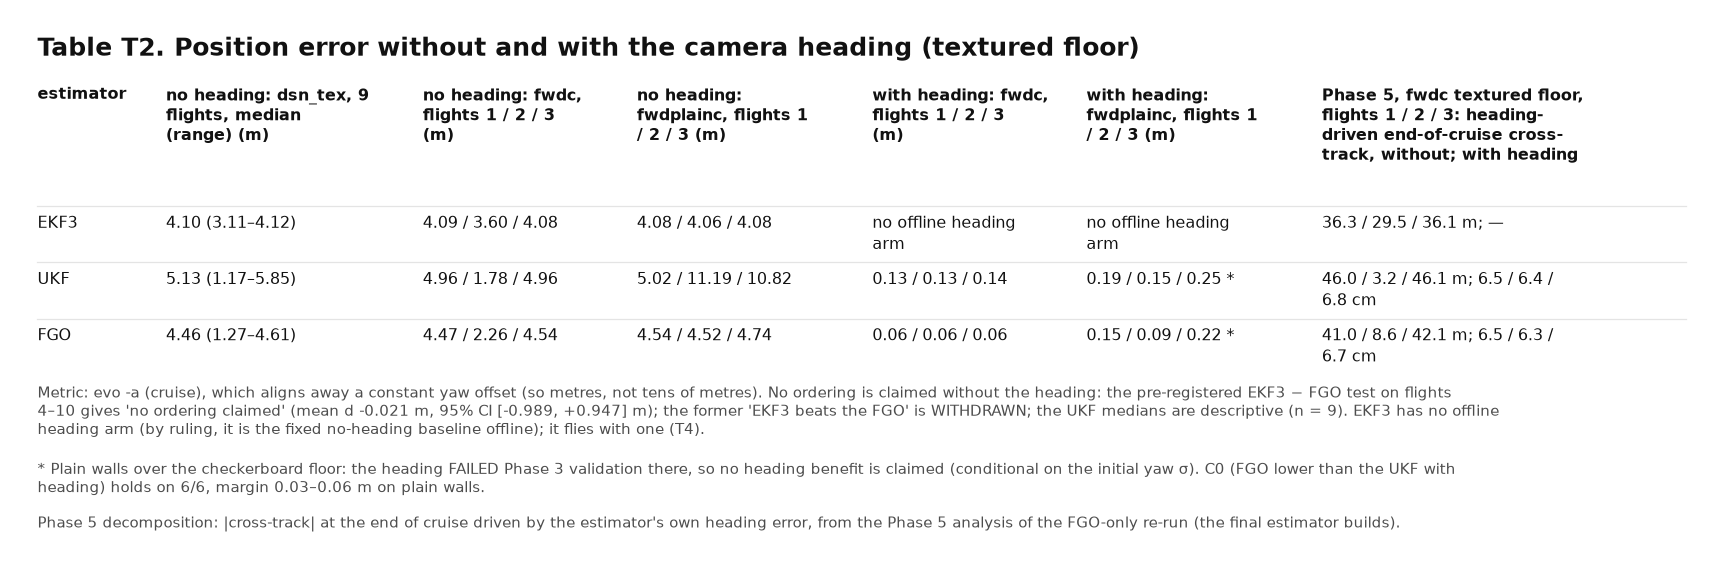 Table T2. Position error without and with the camera heading (textured floor)
estimator
no heading: dsn_tex, 9
flights, median
(range) (m)
no heading: fwdc,
flights 1 / 2 / 3
(m)
no heading:
fwdplainc, flights 1
/ 2 / 3 (m)
with heading: fwdc,
flights 1 / 2 / 3
(m)
with heading:
fwdplainc, flights 1
/ 2 / 3 (m)
Phase 5, fwdc textured floor,
flights 1 / 2 / 3: heading-
driven end-of-cruise cross-
track, without; with heading
EKF3
4.10 (3.11–4.12)
4.09 / 3.60 / 4.08
4.08 / 4.06 / 4.08
no offline heading
arm
no offline heading
arm
36.3 / 29.5 / 36.1 m; —
UKF
5.13 (1.17–5.85)
4.96 / 1.78 / 4.96
5.02 / 11.19 / 10.82
0.13 / 0.13 / 0.14
0.19 / 0.15 / 0.25 *
46.0 / 3.2 / 46.1 m; 6.5 / 6.4 /
6.8 cm
FGO
4.46 (1.27–4.61)
4.47 / 2.26 / 4.54
4.54 / 4.52 / 4.74
0.06 / 0.06 / 0.06
0.15 / 0.09 / 0.22 *
41.0 / 8.6 / 42.1 m; 6.5 / 6.3 /
6.7 cm
Metric: evo -a (cruise), which aligns away a constant yaw offset (so metres, not tens of metres). No ordering is claimed without the heading: the pre-registered EKF3 − FGO test on flights
4–10 gives 'no ordering claimed' (mean d -0.021 m, 95% CI [-0.989, +0.947] m); the former 'EKF3 beats the FGO' is WITHDRAWN; the UKF medians are descriptive (n = 9). EKF3 has no offline
heading arm (by ruling, it is the fixed no-heading baseline offline); it flies with one (T4).
* Plain walls over the checkerboard floor: the heading FAILED Phase 3 validation there, so no heading benefit is claimed (conditional on the initial yaw σ). C0 (FGO lower than the UKF with
heading) holds on 6/6, margin 0.03–0.06 m on plain walls.
Phase 5 decomposition: |cross-track| at the end of cruise driven by the estimator's own heading error, from the Phase 5 analysis of the FGO-only re-run (the final estimator builds).